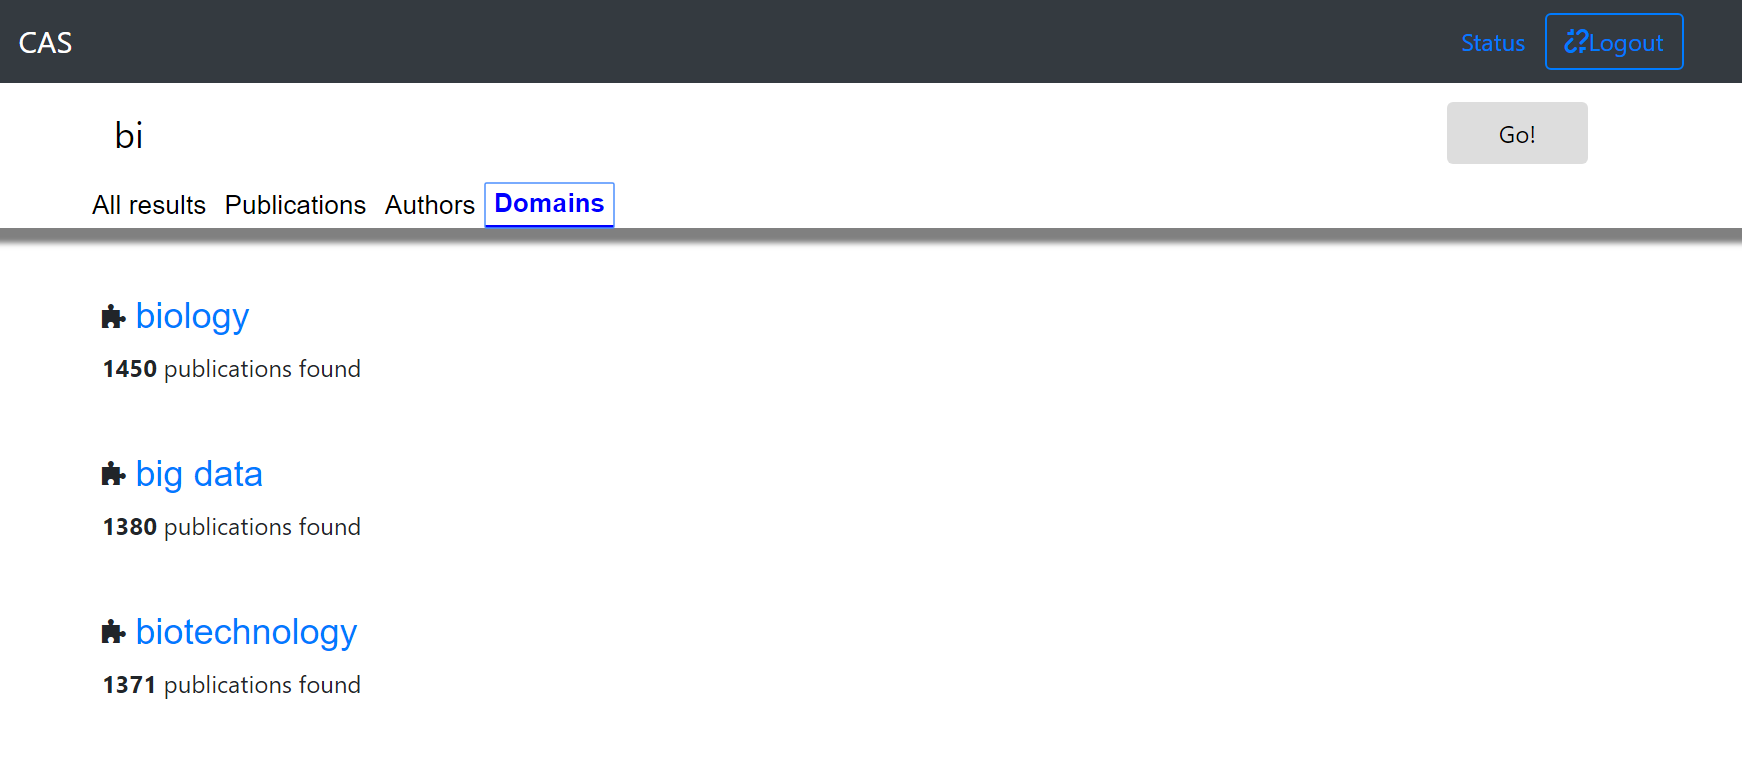 CAS Status Logout
bi Go!
All results Publications Authors Domains
biology
1450 publications found
big data
1380 publications found
biotechnology
1371 publications found